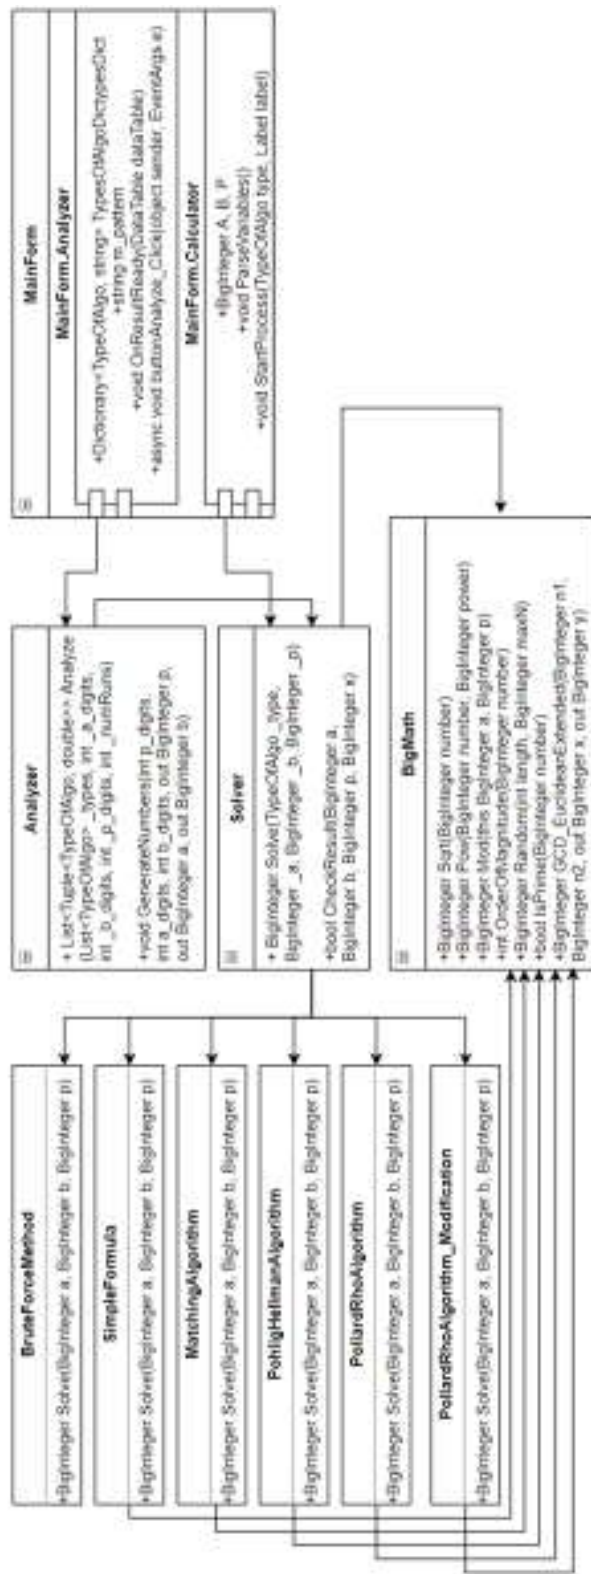 MainForm
MainForm.Analyzer
+Dictionary<TypeOfAlgo, string> TypesOfAlgoDictypesDict
+string m_pattern
+void OnResultReady(DataTable dataTable)
+async void buttonAnalyze_Click(object sender, EventArgs e)
MainForm.Calculator
+BigInteger A, B, P
+void ParseVariables()
+void StartProcess(TypeOfAlgo type, Label label)
Analyzer
+ List<Tuple<TypeOfAlgo, double>> Analyze
(List<TypeOfAlgo> _types, int _a_digits,
int _b_digits, int _p_digits, int _numRuns)
+void GenerateNumbers(int p_digits,
int a_digits, int b_digits, out BigInteger p,
out BigInteger a, out BigInteger b)
Solver
+ BigInteger Solve(TypeOfAlgo _type,
BigInteger _a, BigInteger _b, BigInteger _p)
+bool CheckResult(BigInteger a,
BigInteger b, BigInteger p, BigInteger x)
BigMath
+BigInteger Sqrt(BigInteger number)
+BigInteger Pow(BigInteger number, BigInteger power)
+BigInteger Mod(this BigInteger a, BigInteger p)
+int OrderOfMagnitude(BigInteger number)
+BigInteger Random(int length, BigInteger maxN)
+bool IsPrime(BigInteger number)
+BigInteger GCD_EuclideanExtended(BigInteger n1,
BigInteger n2, out BigInteger x, out BigInteger y)
BruteForceMethod
+BigInteger Solve(BigInteger a, BigInteger b, BigInteger p)
SimpleFormula
+BigInteger Solve(BigInteger a, BigInteger b, BigInteger p)
MatchingAlgorithm
+BigInteger Solve(BigInteger a, BigInteger b, BigInteger p)
PohligHellmanAlgorithm
+BigInteger Solve(BigInteger a, BigInteger b, BigInteger p)
PollardRhoAlgorithm
+BigInteger Solve(BigInteger a, BigInteger b, BigInteger p)
PollardRhoAlgorithm_Modification
+BigInteger Solve(BigInteger a, BigInteger b, BigInteger p)